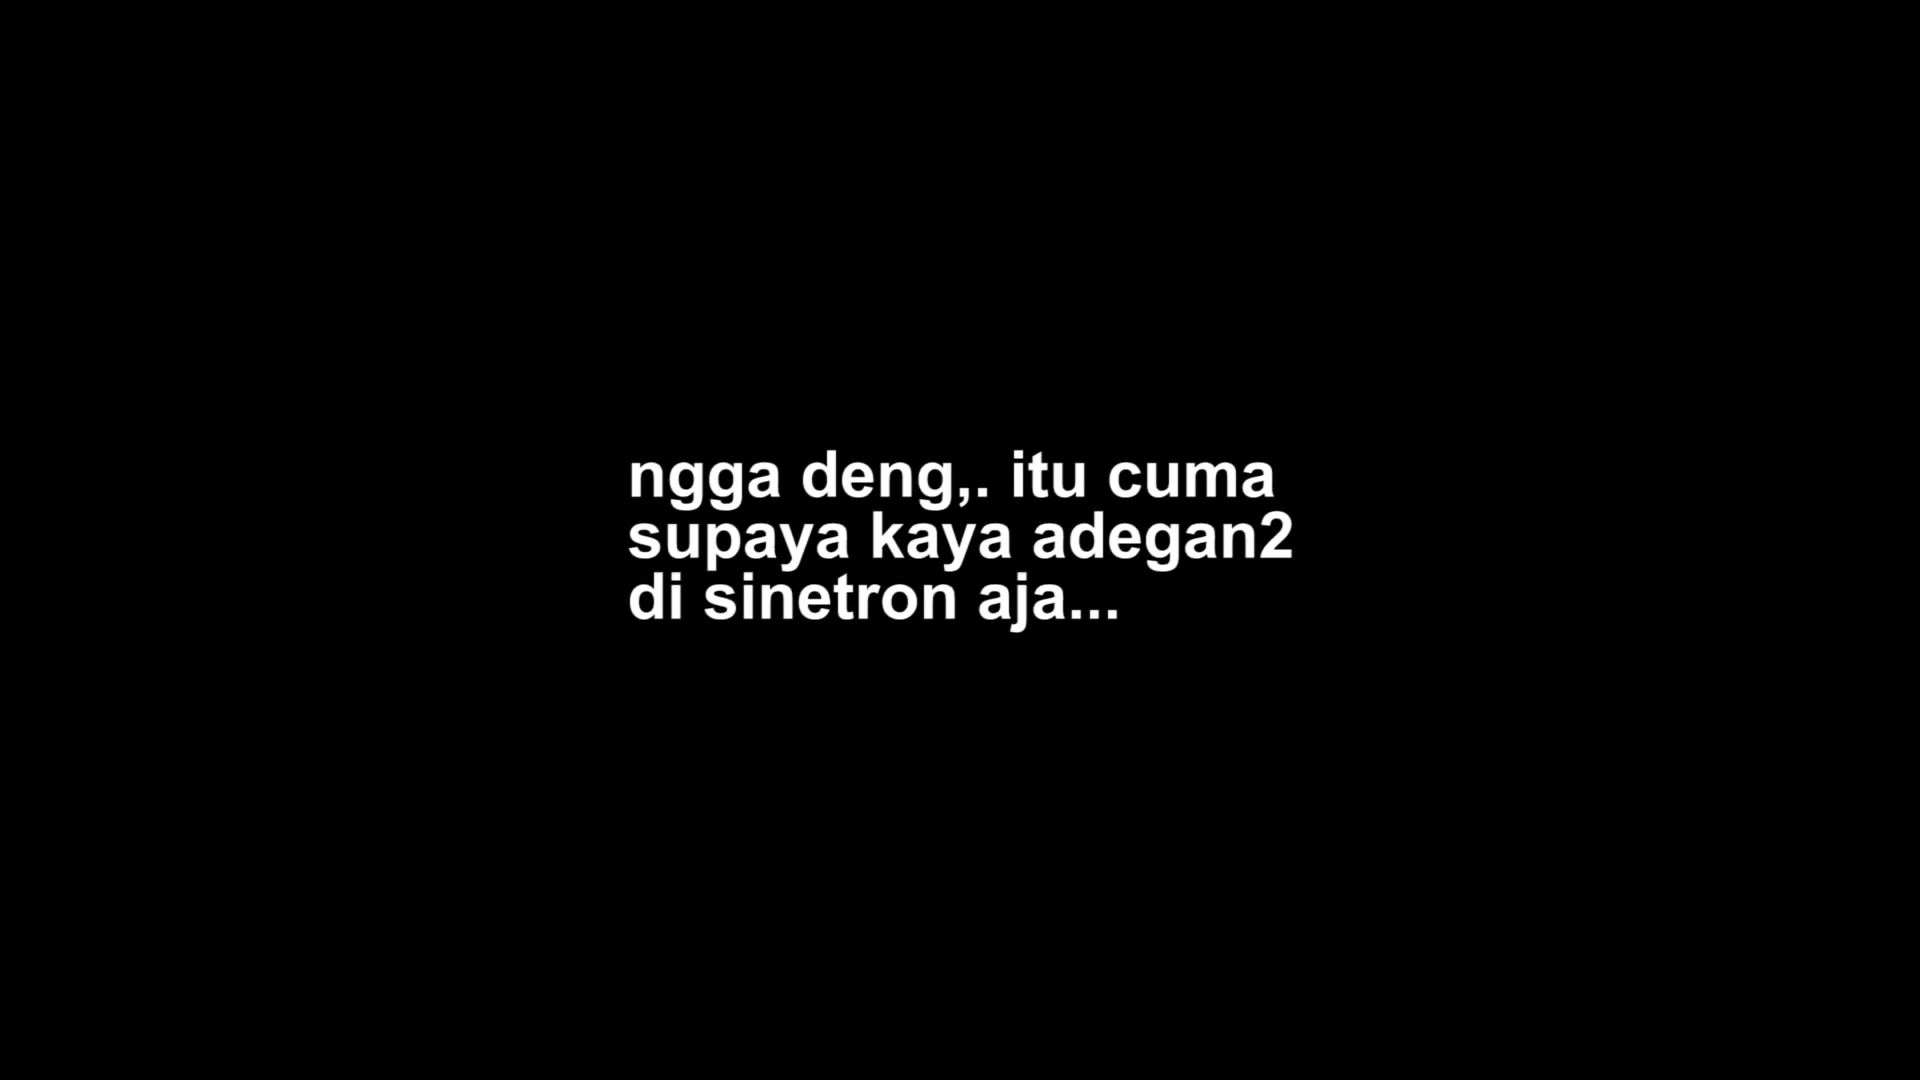 ngga deng,. itu cuma
supaya kaya adegan2
di sinetron aja...